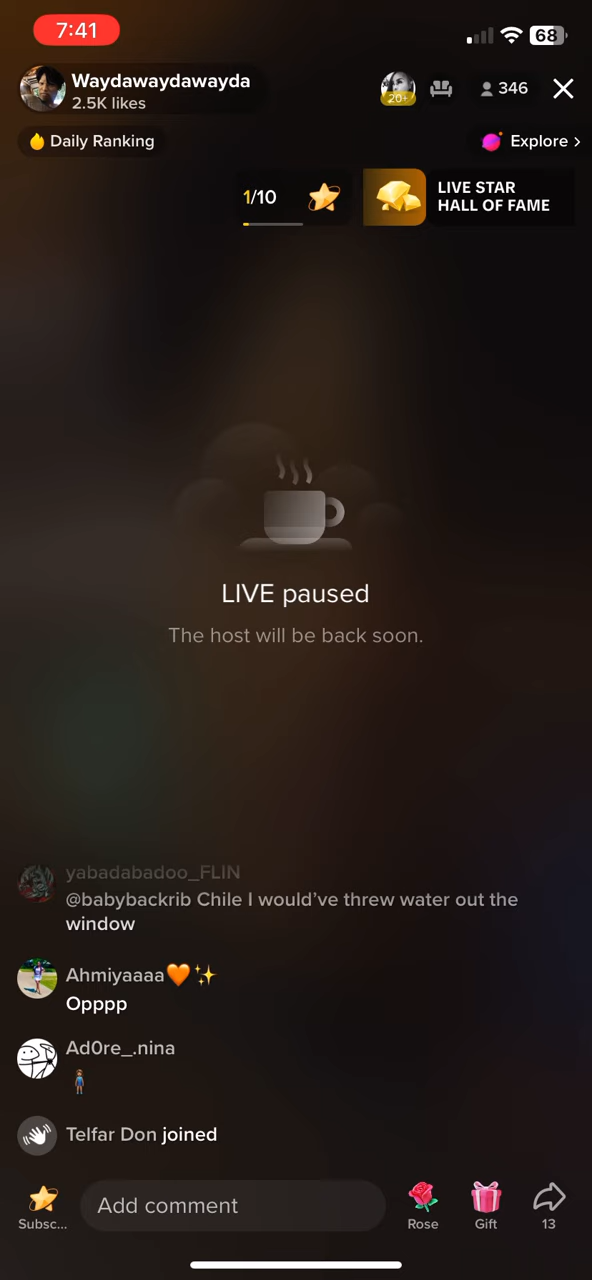 7:41
68
Waydawaydawayda
2.5K likes
20+
346
Daily Ranking
Explore >
1/10
LIVE STAR
HALL OF FAME
LIVE paused
The host will be back soon.
yabadabadoo_FLIN
@babybackrib Chile I would’ve threw water out the
window
Ahmiyaaaa🧡✨
Opppp
Ad0re_.nina
🧍🏽‍♀️
Telfar Don joined
Subsc...
Add comment
Rose
Gift
13